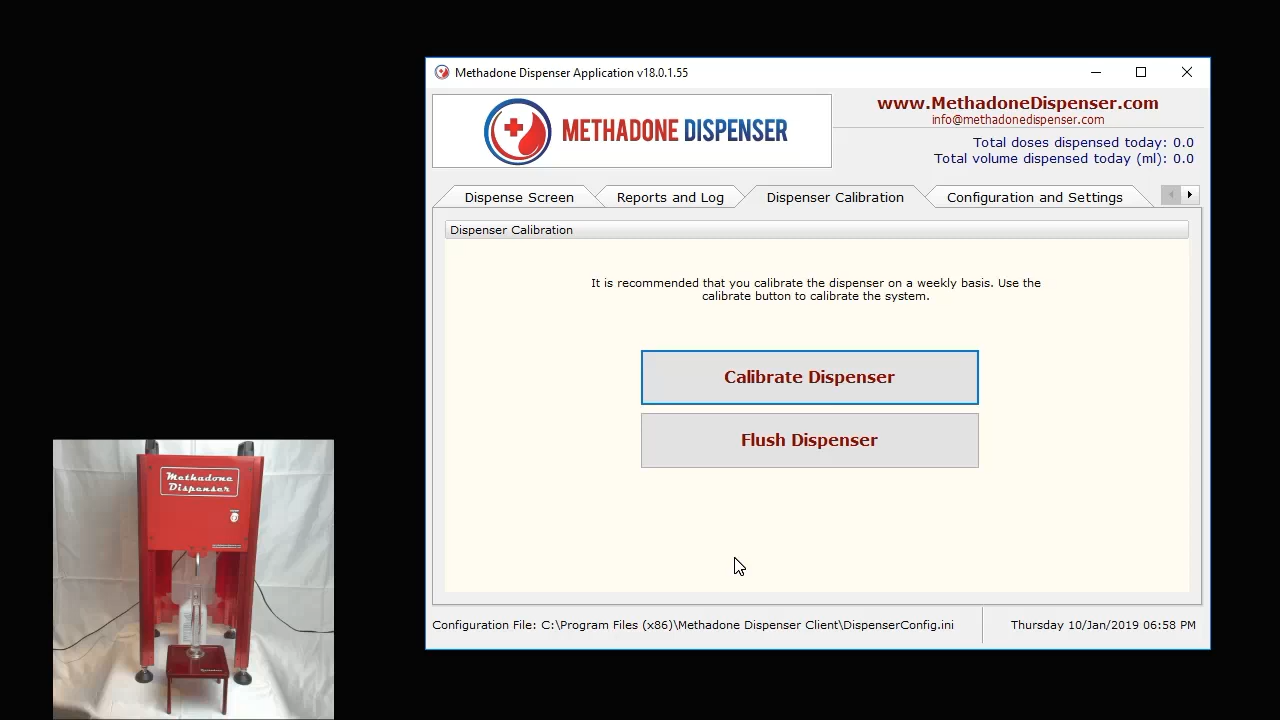 Methadone Dispenser Application v18.0.1.55
METHADONE DISPENSER
www.MethadoneDispenser.com
info@methadonedispenser.com
Total doses dispensed today: 0.0
Total volume dispensed today (ml): 0.0
Dispense Screen
Reports and Log
Dispenser Calibration
Configuration and Settings
Dispenser Calibration
It is recommended that you calibrate the dispenser on a weekly basis. Use the
calibrate button to calibrate the system.
Calibrate Dispenser
Flush Dispenser
Configuration File: C:\Program Files (x86)\Methadone Dispenser Client\DispenserConfig.ini
Thursday 10/Jan/2019 06:58 PM
Methadone
Dispenser